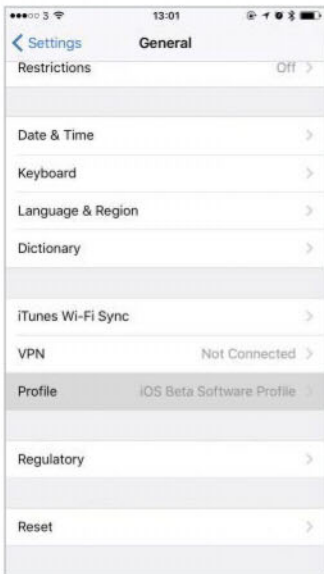 3 13:01
Settings General
Restrictions Off
Date & Time
Keyboard
Language & Region
Dictionary
iTunes Wi-Fi Sync
VPN Not Connected
Profile iOS Beta Software Profile
Regulatory
Reset